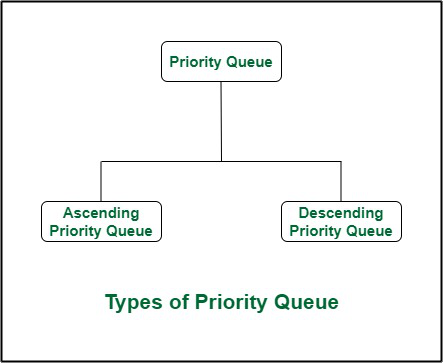 Priority Queue
Ascending
Priority Queue
Descending
Priority Queue
Types of Priority Queue